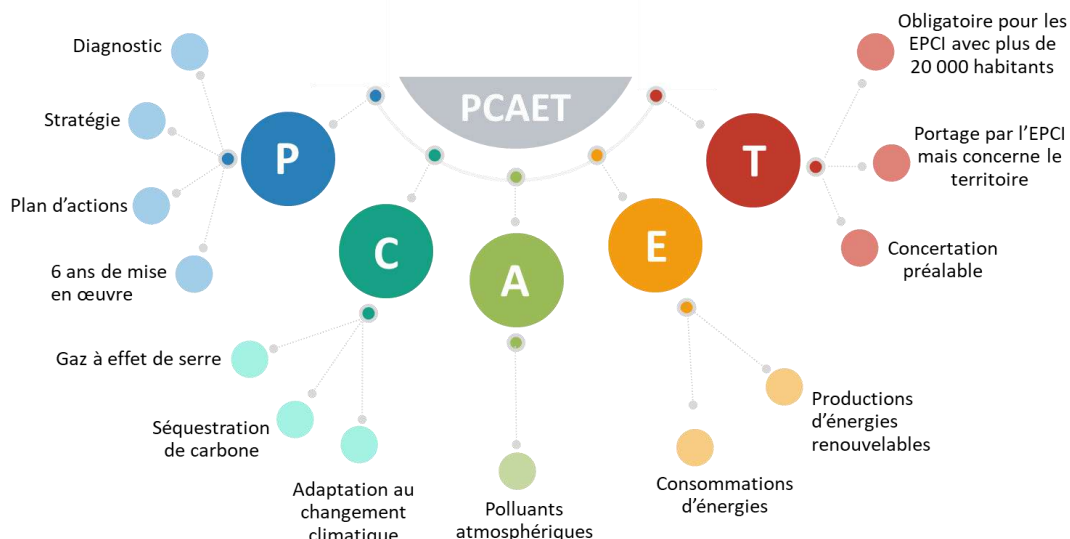 PCAET
P
Diagnostic
Stratégie
Plan d’actions
6 ans de mise
en œuvre
C
Gaz à effet de serre
Séquestration
de carbone
Adaptation au
changement
climatique
A
Polluants
atmosphériques
E
Consommations
d’énergies
Productions
d’énergies
renouvelables
T
Obligatoire pour les
EPCI avec plus de
20 000 habitants
Portage par l’EPCI
mais concerne le
territoire
Concertation
préalable